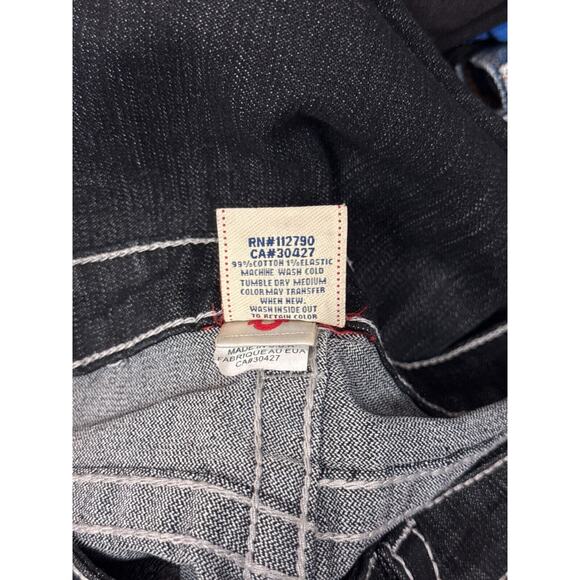 RN#112790
CA#30427
99%COTTON 1%ELASTIC
MACHINE WASH COLD
TUMBLE DRY MEDIUM
COLOR MAY TRANSFER
WHEN NEW.
WASH INSIDE OUT
TO RETAIN COLOR
MADE IN U.S.A.
FABRIQUE AU EUA
CA#30427